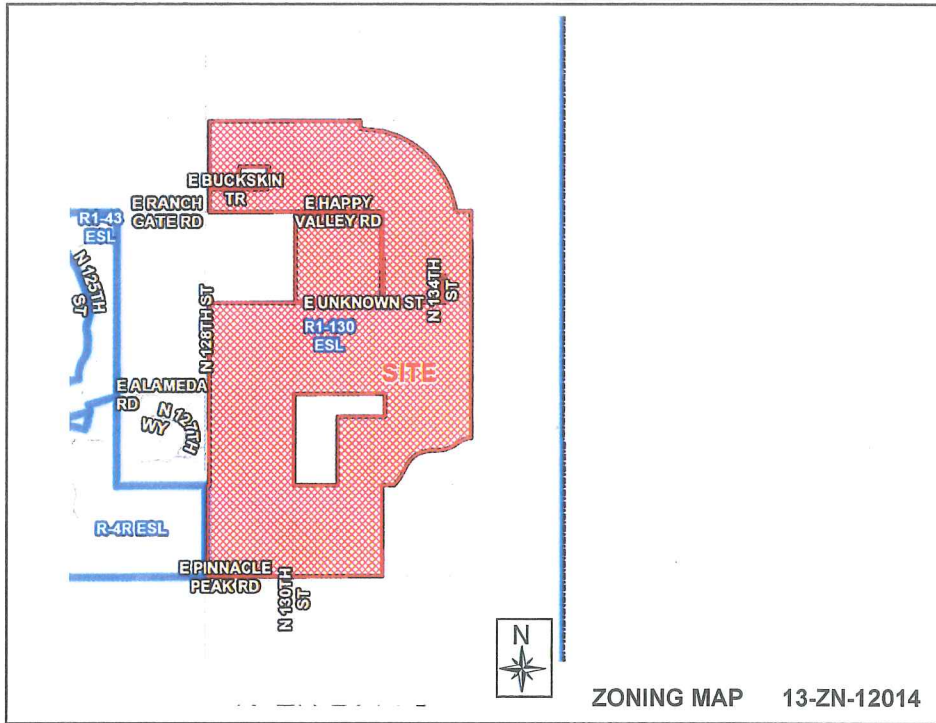 E BUCKSKIN
TR
E RANCH
GATE RD
E HAPPY
VALLEY RD
R1-43
ESL
N 125TH
ST
N 134TH
ST
E UNKNOWN ST
N 128TH ST
R1-130
ESL
SITE
E ALAMEDA
RD
WY
R-4R ESL
E PINNACLE
PEAK RD
N 130TH
ST
N
ZONING MAP 13-ZN-12014